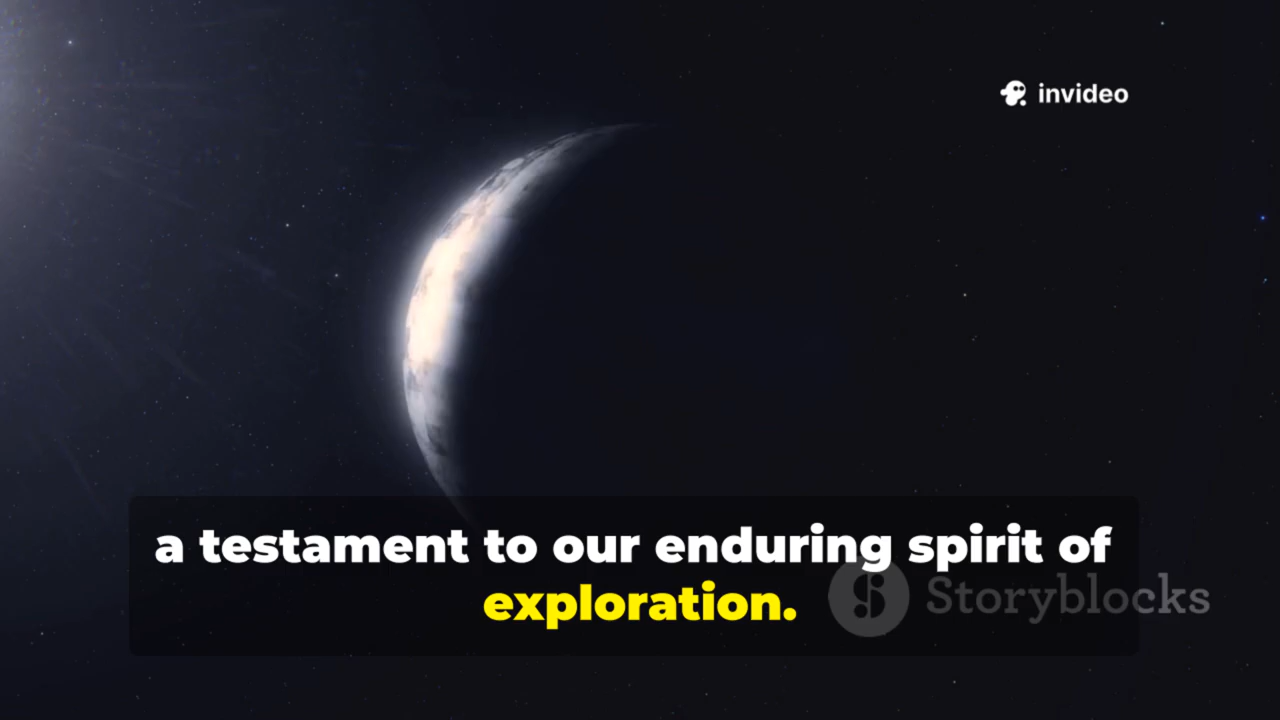 invideo
a testament to our enduring spirit of
exploration.
Storyblocks